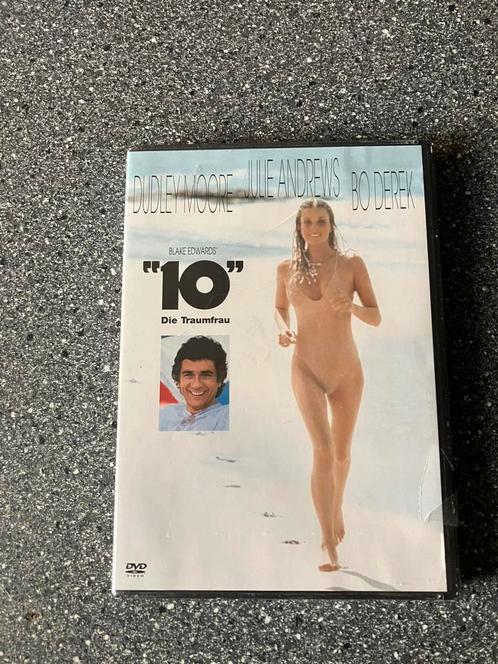 DUDLEY MOORE JULIE ANDREWS BO DEREK
BLAKE EDWARDS'
"10"
Die Traumfrau
DVD
VIDEO